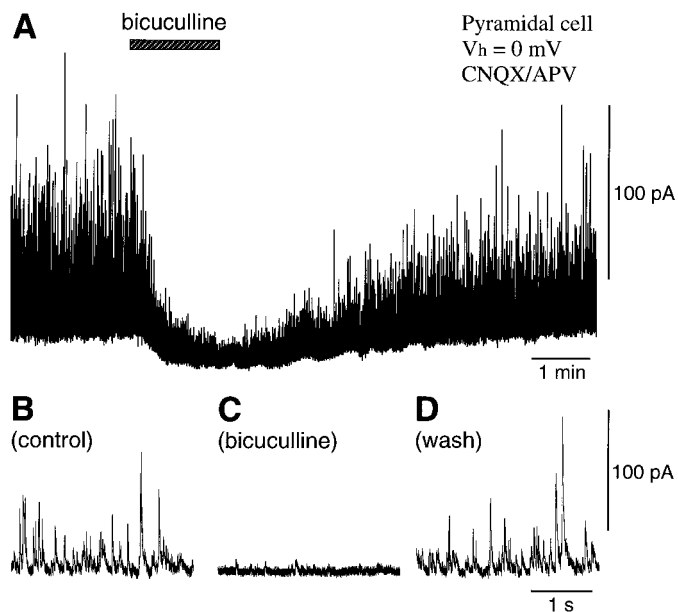 A
bicuculline
Pyramidal cell
Vh = 0 mV
CNQX/APV
100 pA
1 min
B
(control)
C
(bicuculline)
D
(wash)
100 pA
1 s